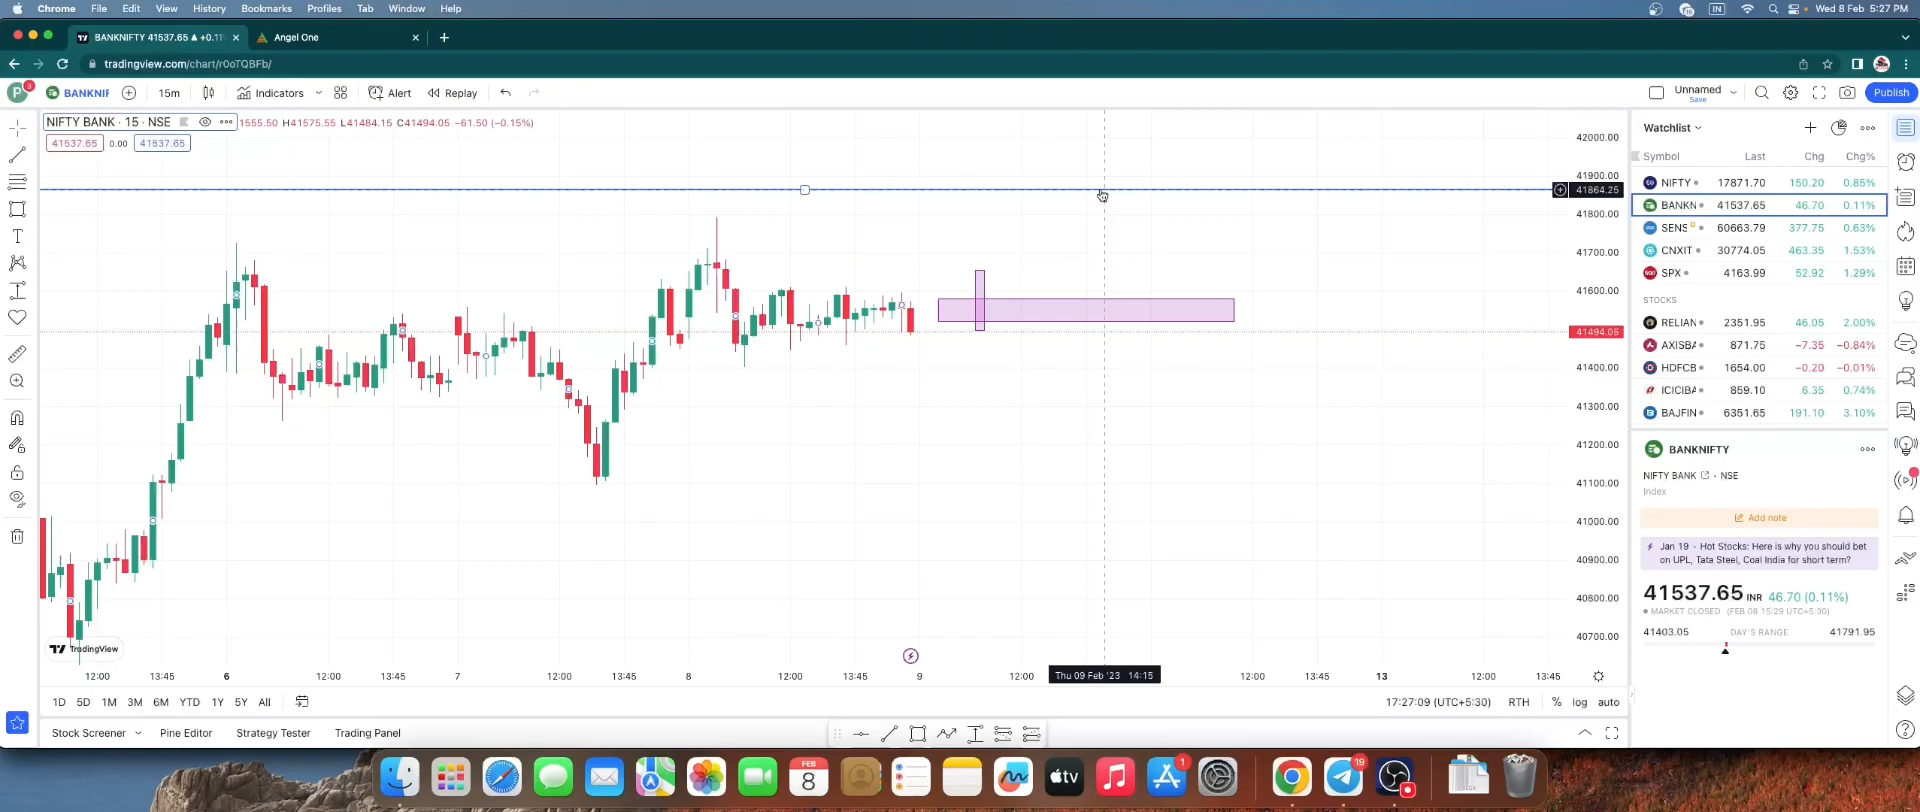 Chrome File Edit View History Bookmarks Profiles Tab Window Help IN Wed 8 Feb 5:27 PM
BANKNIFTY 41537.65 ▲ +0.11 Angel One
tradingview.com/chart/r0oTQBFb/
P 3 BANKNIF 15m Indicators Alert Replay Unnamed Save Publish
NIFTY BANK · 15 · NSE 1555.50 H41575.55 L41484.15 C41494.05 −61.50 (−0.15%)
41537.65 0.00 41537.65
42000.00
41900.00
41864.25
41800.00
41700.00
41600.00
41494.05
41400.00
41300.00
41200.00
41100.00
41000.00
40900.00
40800.00
40700.00
TradingView
12:00 13:45 6 12:00 13:45 7 12:00 13:45 8 12:00 13:45 9 12:00 Thu 09 Feb '23 14:15 12:00 13:45 13 12:00 13:45
1D 5D 1M 3M 6M YTD 1Y 5Y All 17:27:09 (UTC+5:30) RTH % log auto
Stock Screener Pine Editor Strategy Tester Trading Panel
Watchlist
Symbol Last Chg Chg%
NIFTY 17871.70 150.20 0.85%
BANKN 41537.65 46.70 0.11%
SENS D 60663.79 377.75 0.63%
CNXIT 30774.05 463.35 1.53%
SPX 4163.99 52.92 1.29%
STOCKS
RELIAN 2351.95 46.05 2.00%
AXISBA 871.75 −7.35 −0.84%
HDFCB 1654.00 −0.20 −0.01%
ICICIBA 859.10 6.35 0.74%
BAJFIN 6351.65 191.10 3.10%
BANKNIFTY
NIFTY BANK · NSE
Index
Add note
Jan 19 · Hot Stocks: Here is why you should bet
on UPL, Tata Steel, Coal India for short term?
41537.65 INR 46.70 (0.11%)
MARKET CLOSED (FEB 08 15:29 UTC+5:30)
41403.05 DAY'S RANGE 41791.95
FEB
8
tv
1
19